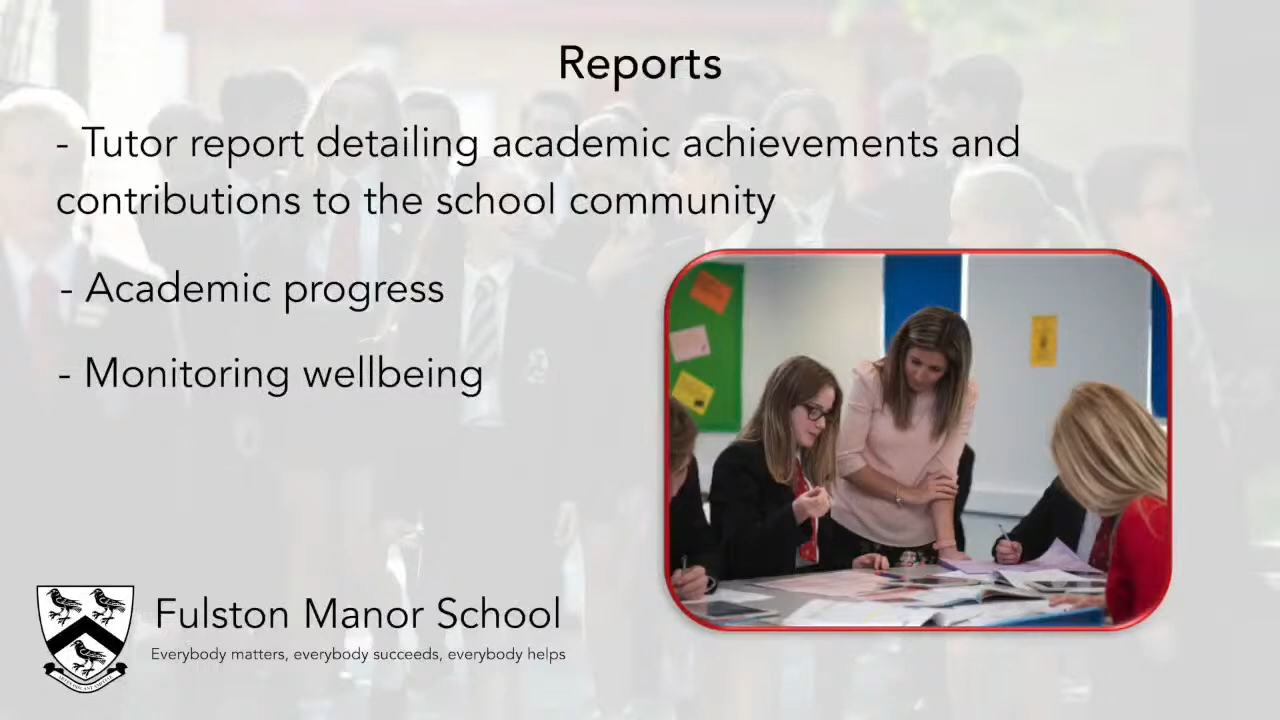 Reports
- Tutor report detailing academic achievements and
contributions to the school community
- Academic progress
- Monitoring wellbeing
Fulston Manor School
Everybody matters, everybody succeeds, everybody helps